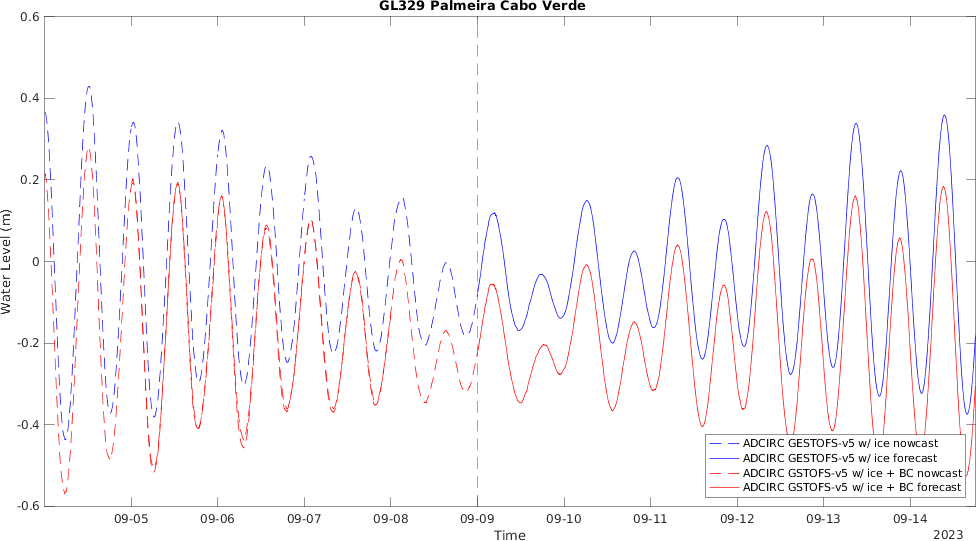 GL329 Palmeira Cabo Verde
0.6
0.4
0.2
0
-0.2
-0.4
-0.6
Water Level (m)
ADCIRC GESTOFS-v5 w/ ice nowcast
ADCIRC GESTOFS-v5 w/ ice forecast
ADCIRC GSTOFS-v5 w/ ice + BC nowcast
ADCIRC GSTOFS-v5 w/ ice + BC forecast
09-05 09-06 09-07 09-08 09-09 09-10 09-11 09-12 09-13 09-14
Time
2023